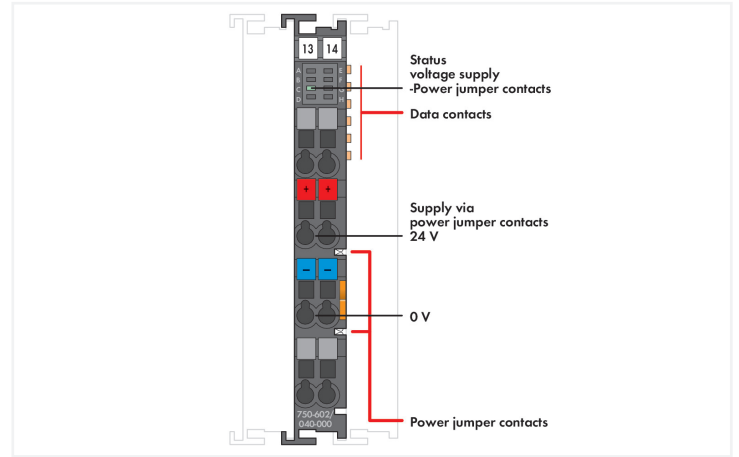 13 14
A E
B F
C G
D H
Status
voltage supply
-Power jumper contacts
Data contacts
+ +
Supply via
power jumper contacts
24 V
– –
0 V
750-602/
040-000
Power jumper contacts